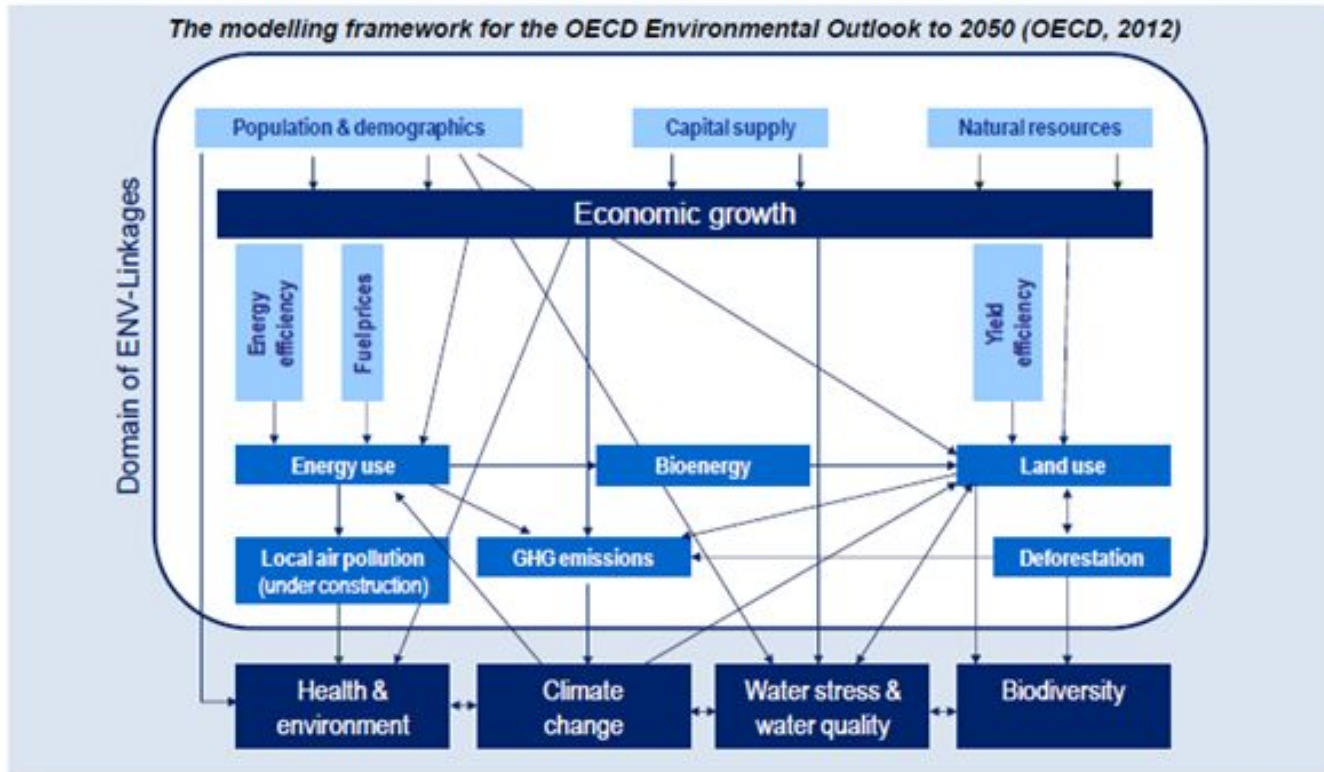 The modelling framework for the OECD Environmental Outlook to 2050 (OECD, 2012)
Domain of ENV-Linkages
Population & demographics
Capital supply
Natural resources
Economic growth
Energy
efficiency
Fuel prices
Yield
efficiency
Energy use
Bioenergy
Land use
Local air pollution
(under construction)
GHG emissions
Deforestation
Health &
environment
Climate
change
Water stress &
water quality
Biodiversity